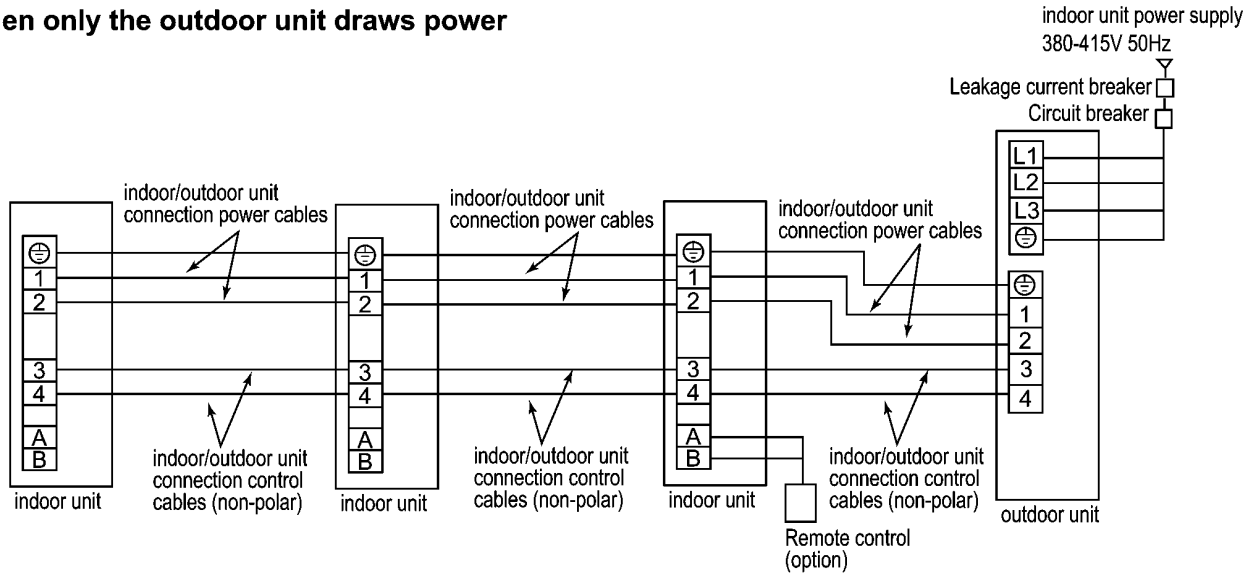 en only the outdoor unit draws power
indoor unit power supply
380-415V 50Hz
Leakage current breaker
Circuit breaker
L1
L2
L3
indoor/outdoor unit
connection power cables
indoor/outdoor unit
connection power cables
indoor/outdoor unit
connection power cables
1
2
3
4
A
B
1
2
3
4
A
B
1
2
3
4
A
B
1
2
3
4
indoor/outdoor unit
connection control
cables (non-polar)
indoor/outdoor unit
connection control
cables (non-polar)
indoor/outdoor unit
connection control
cables (non-polar)
indoor unit
indoor unit
indoor unit
outdoor unit
Remote control
(option)